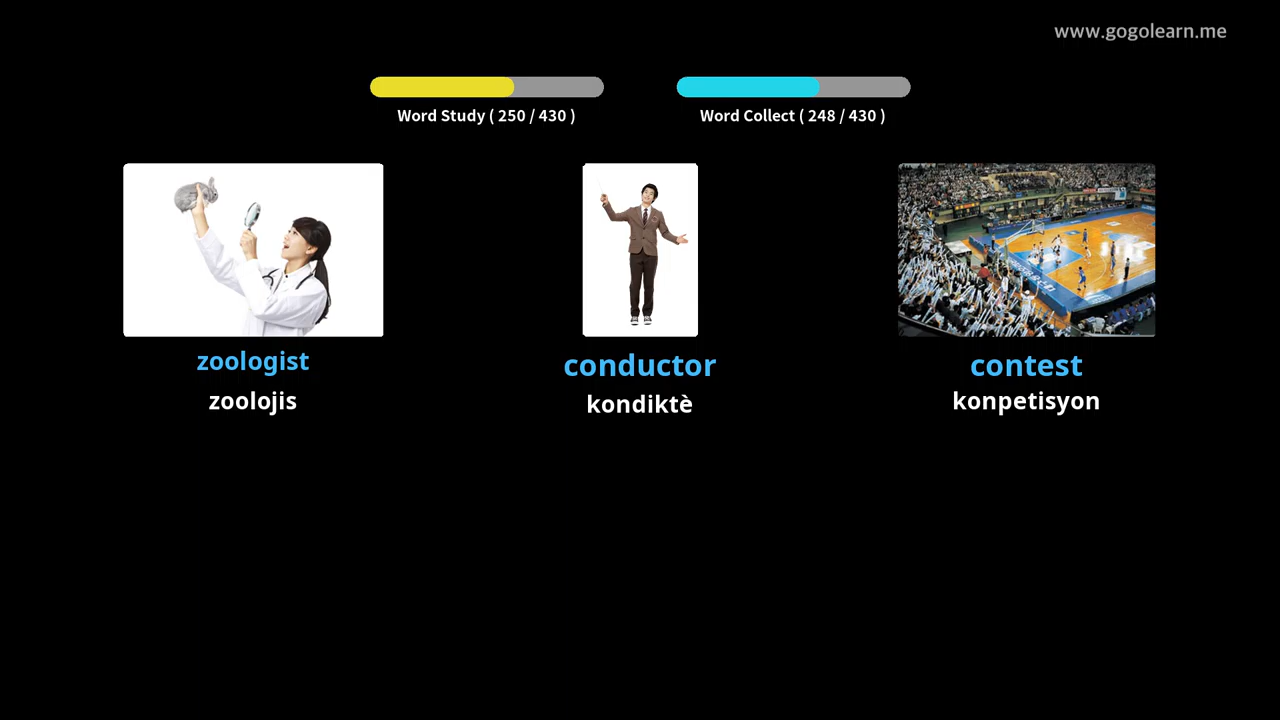 www.gogolearn.me
Word Study ( 250 / 430 )
Word Collect ( 248 / 430 )
zoologist
zoolojis
conductor
kondiktè
contest
konpetisyon